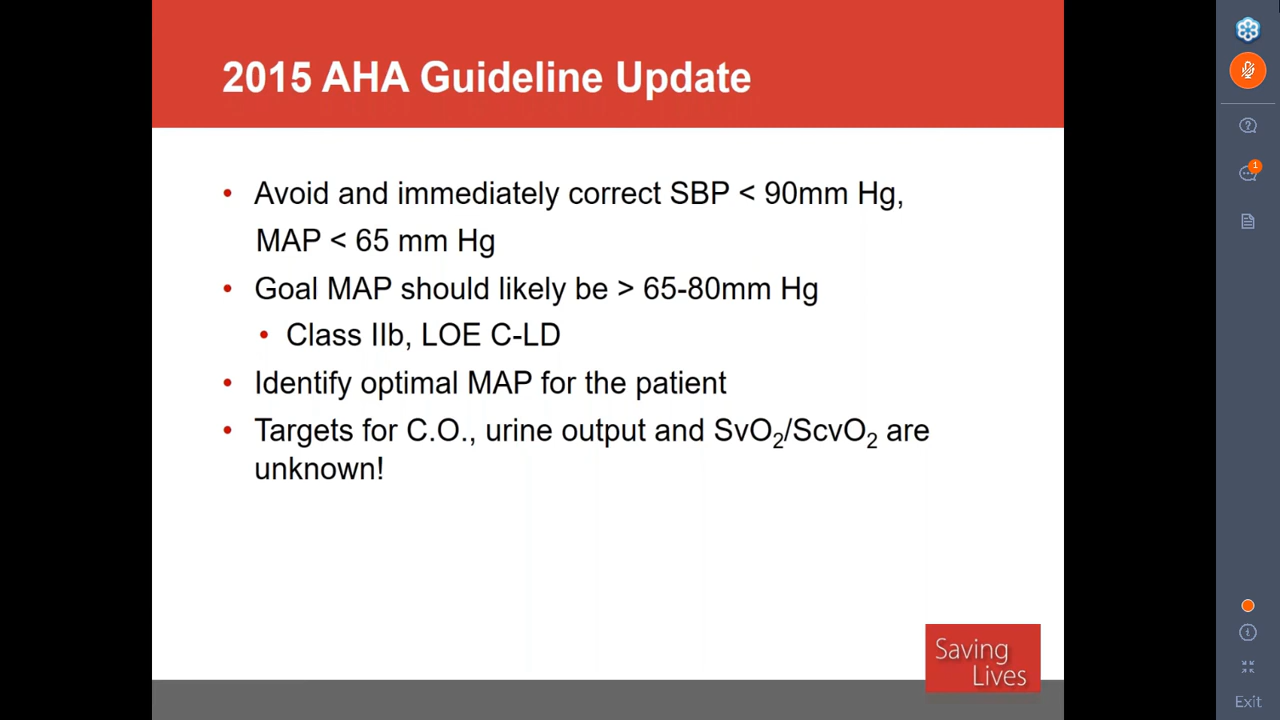 2015 AHA Guideline Update
• Avoid and immediately correct SBP < 90mm Hg,
MAP < 65 mm Hg
• Goal MAP should likely be > 65-80mm Hg
• Class IIb, LOE C-LD
• Identify optimal MAP for the patient
• Targets for C.O., urine output and SvO₂/ScvO₂ are
unknown!
Saving
Lives
1
Exit